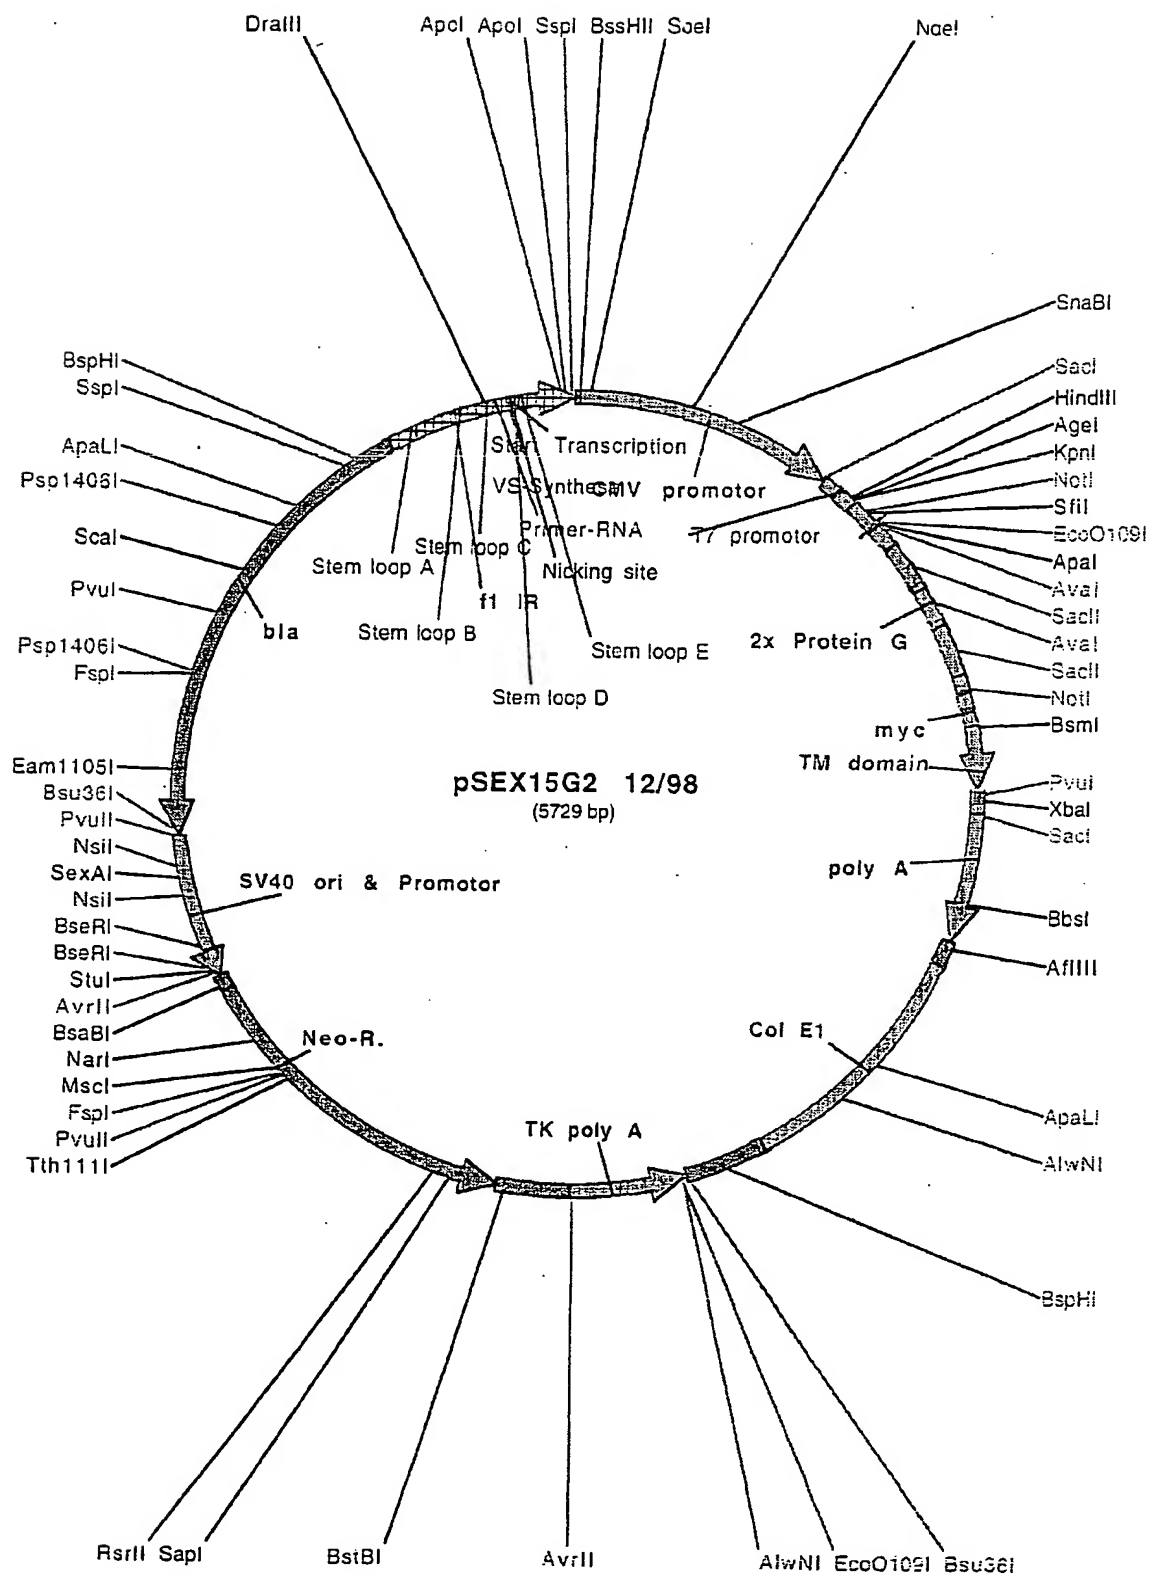 DraIII ApoI ApoI SspI BssHII SpeI NdeI
SnaBI
SacI
HindIII
AgeI
KpnI
NotI
SfiI
EcoO109I
ApaI
AvaI
SacII
AvaI
SacII
NotI
BsmI
PvuI
XbaI
SacI
BbsI
AflIII
ApaLI
AlwNI
BspHI
BspHI
SspI
ApaLI
Psp1406I
ScaI
PvuI
Psp1406I
FspI
Eam1105I
Bsu36I
PvuII
NsiI
SexAI
NsiI
BseRI
BseRI
StuI
AvrII
BsaBI
NarI
MscI
FspI
PvuII
Tth111I
Start Transcription
VS-Synthese
CMV promotor
Primer-RNA
T7 promotor
Stem loop C
Stem loop A
Nicking site
f1 IR
bla
Stem loop B
2x Protein G
Stem loop E
Stem loop D
myc
TM domain
pSEX15G2 12/98
(5729 bp)
poly A
SV40 ori & Promotor
Col E1
Neo-R.
TK poly A
RsrII SapI BstBI AvrII AlwNI EcoO109I Bsu36I